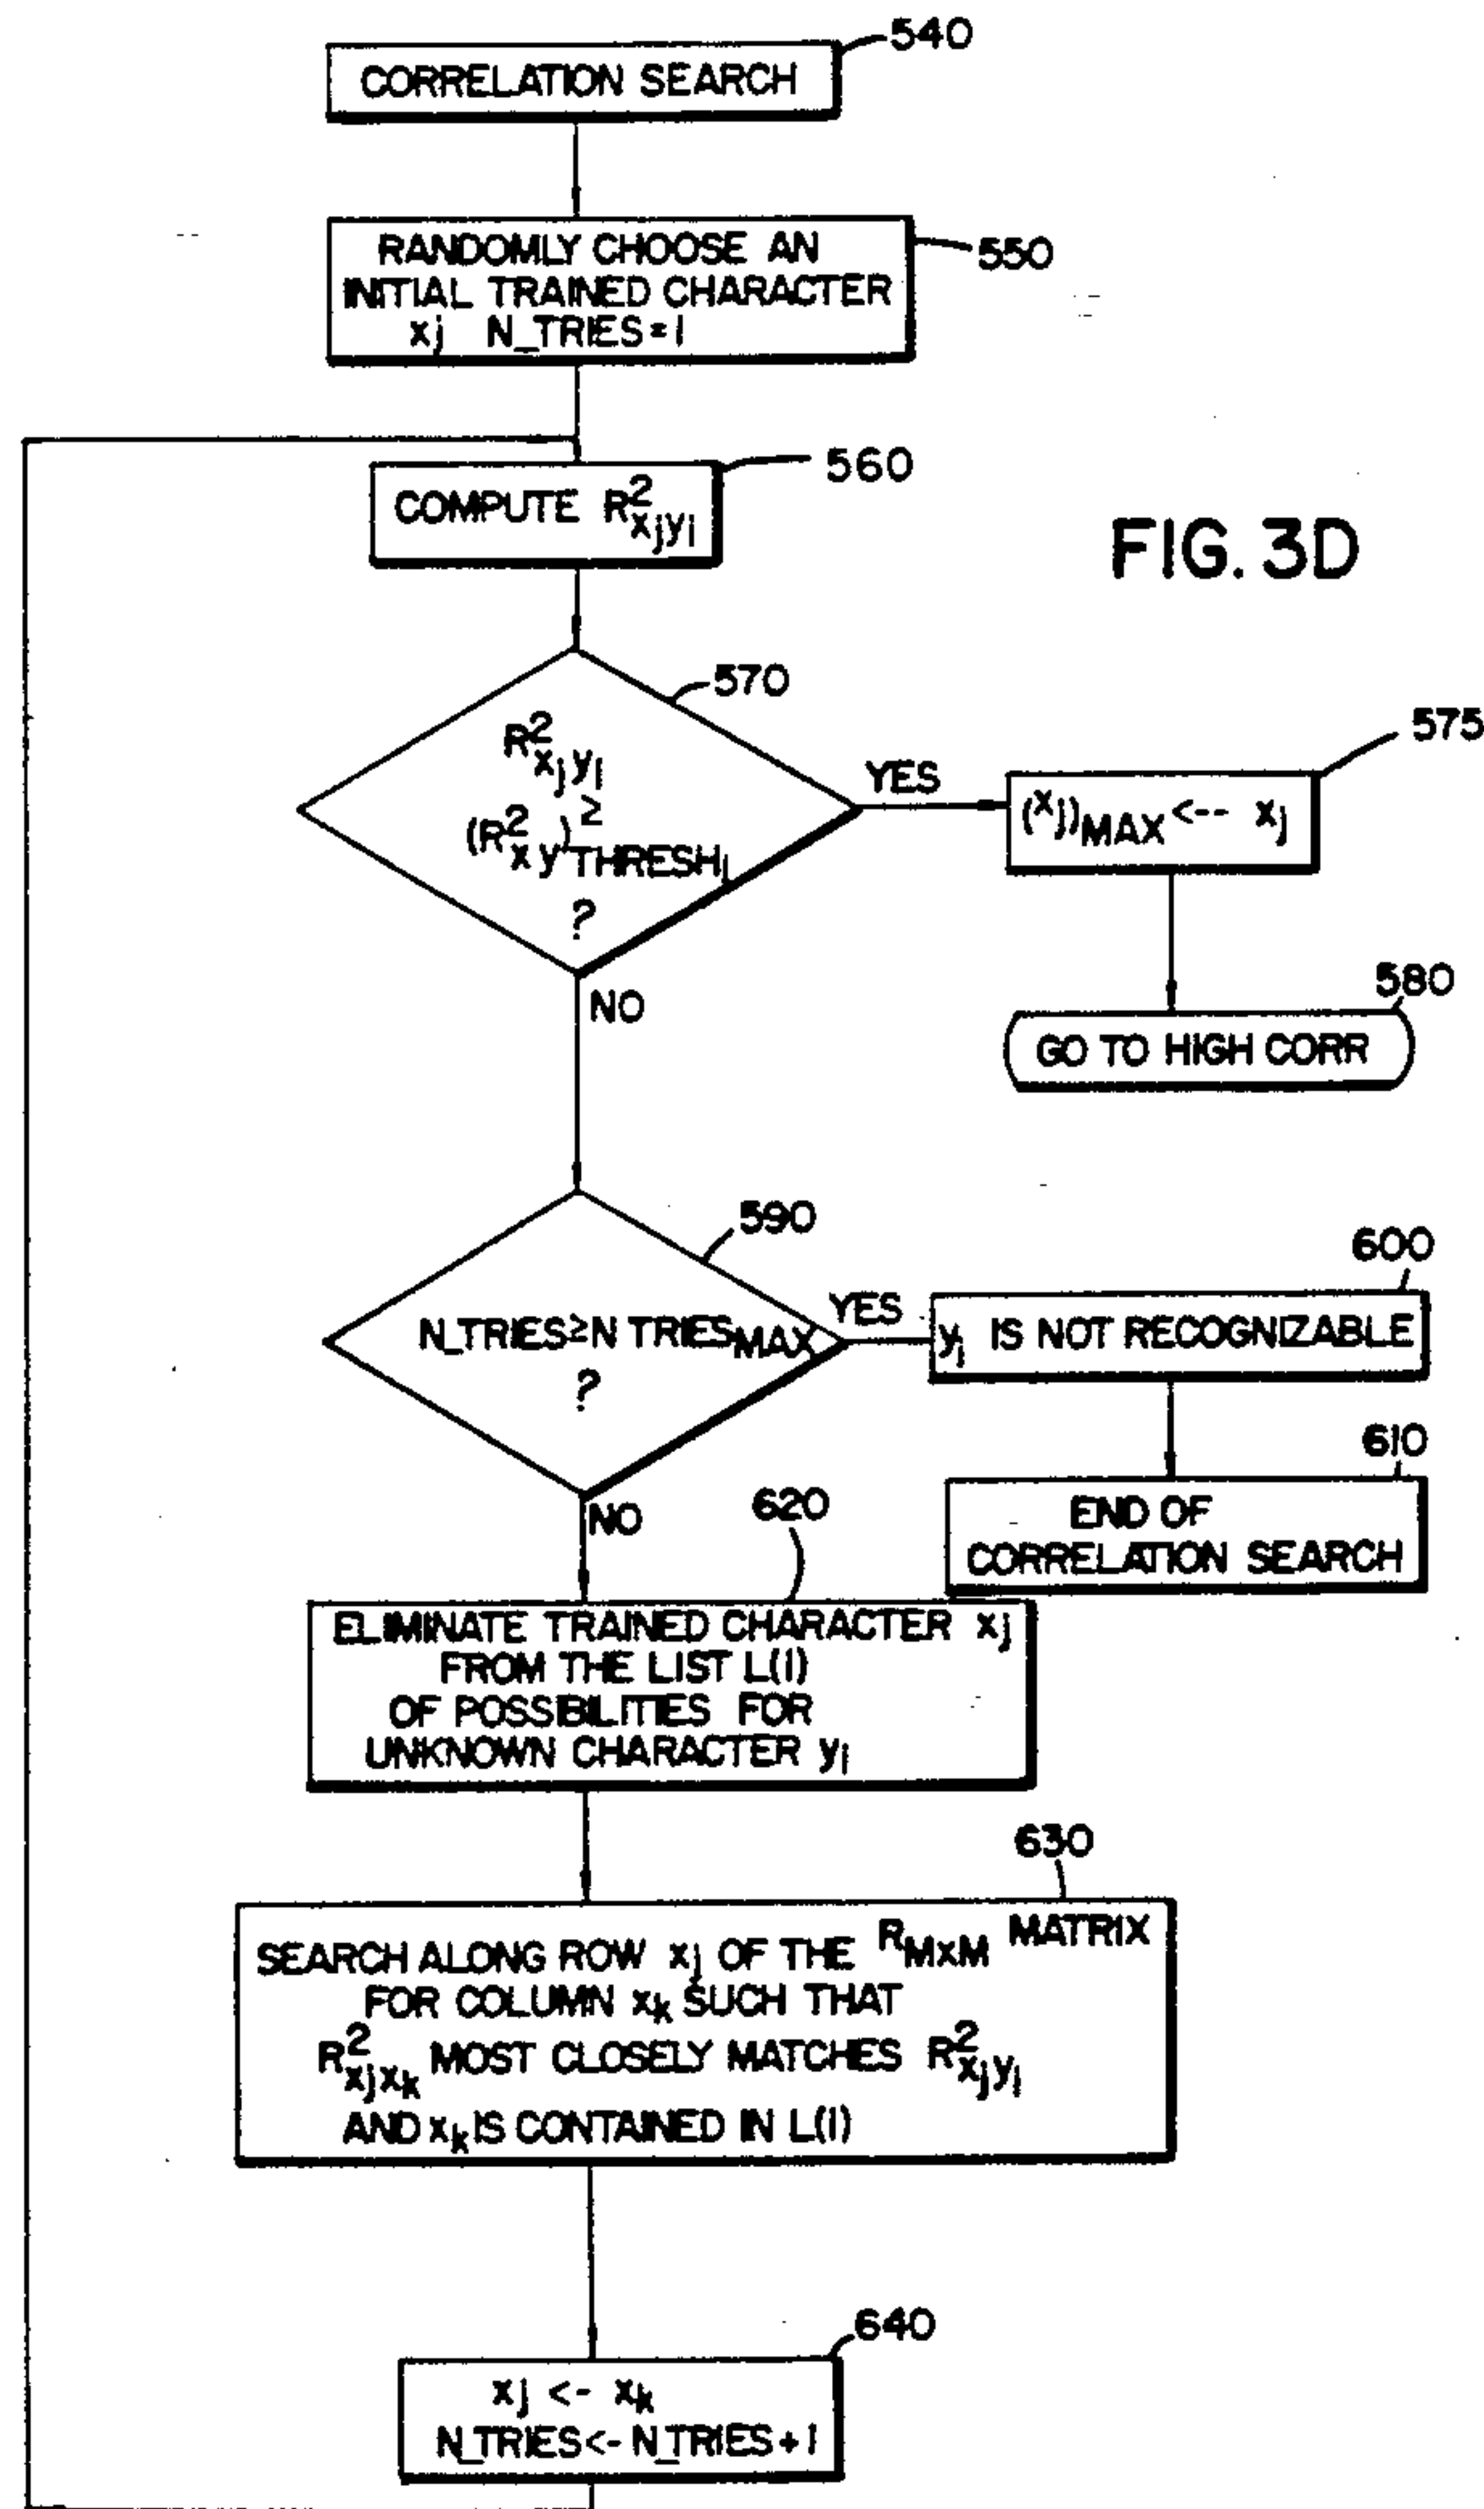 540
CORRELATION SEARCH
550
RANDOMLY CHOOSE AN
INITIAL TRAINED CHARACTER
xj N_TRIES=1
560
COMPUTE R²xjyi
FIG. 3D
570
R²xjyi
≥
(R²xy)THRESH1
?
YES
575
(xj)MAX <-- xj
580
GO TO HIGH CORR
NO
590
N_TRIES≥N TRIESMAX
?
YES
600
yi IS NOT RECOGNIZABLE
610
END OF
CORRELATION SEARCH
NO
620
ELIMINATE TRAINED CHARACTER xj
FROM THE LIST L(I)
OF POSSIBILITIES FOR
UNKNOWN CHARACTER yi
630
SEARCH ALONG ROW xj OF THE RMxM MATRIX
FOR COLUMN xk SUCH THAT
R²xjxk MOST CLOSELY MATCHES R²xjyi
AND xk IS CONTAINED IN L(I)
640
xj <- xk
N_TRIES<-N_TRIES+1